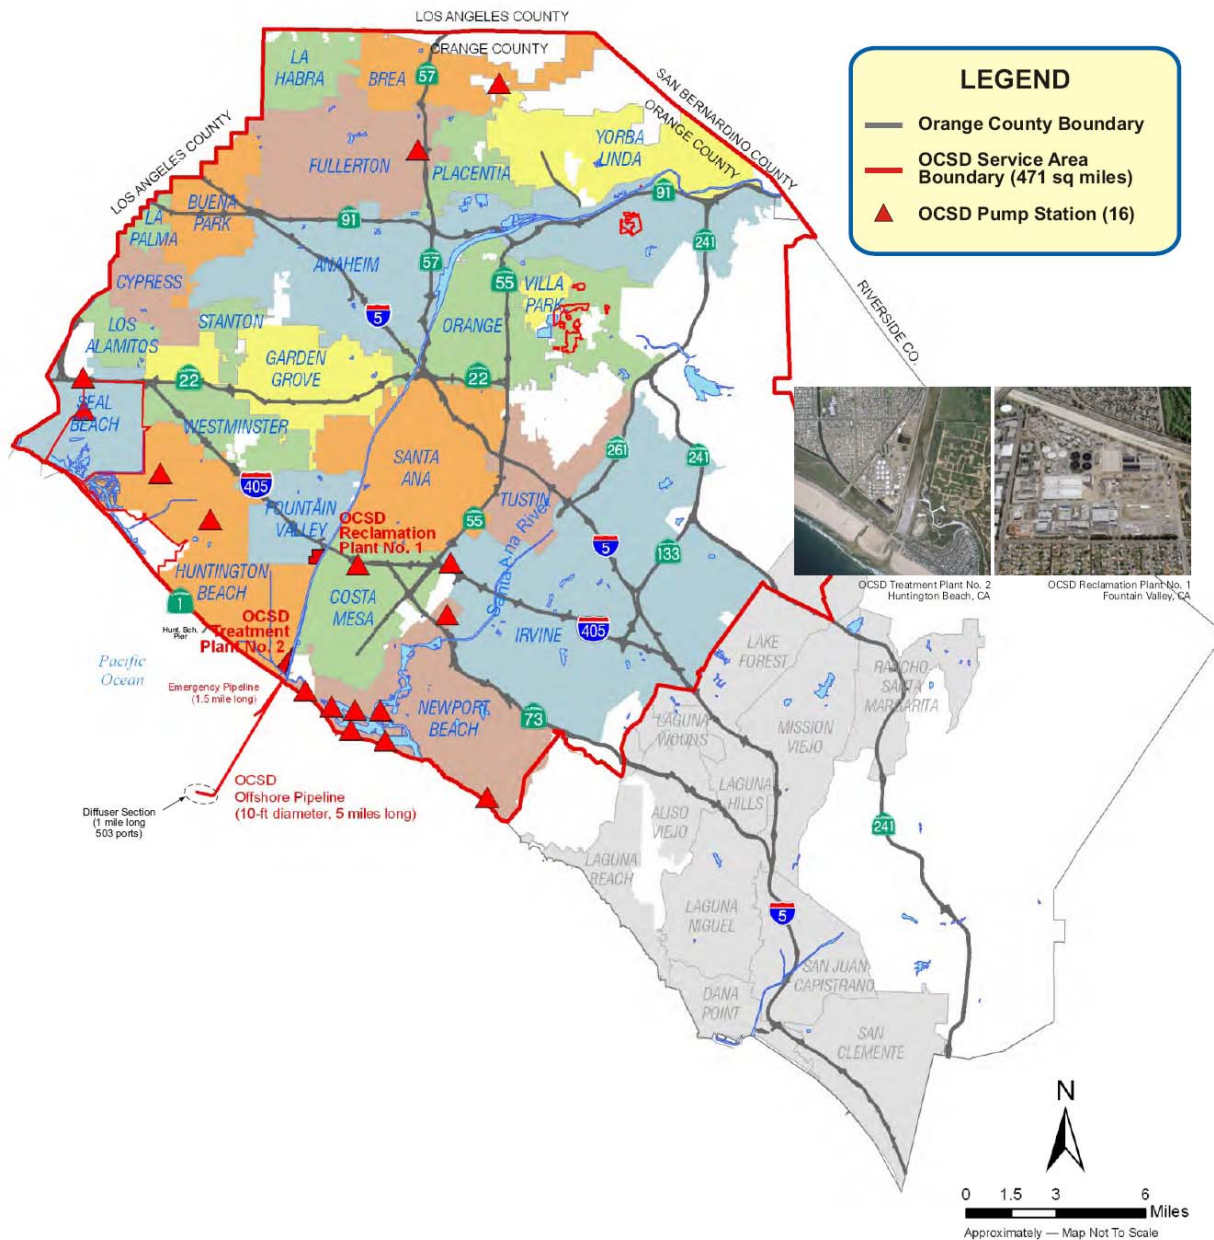 LOS ANGELES COUNTY
ORANGE COUNTY
LA
HABRA
BREA
57
SAN BERNARDINO COUNTY
ORANGE COUNTY
LOS ANGELES COUNTY
FULLERTON
PLACENTIA
YORBA
LINDA
BUENA
PARK
LA
PALMA
91
91
CYPRESS
ANAHEIM
57
55
241
VILLA
PARK
5
ORANGE
STANTON
LOS
ALAMITOS
GARDEN
GROVE
22
22
SEAL
BEACH
WESTMINSTER
SANTA
ANA
261
241
405
FOUNTAIN
VALLEY
TUSTIN
55
Santa Ana River
OCSD
Reclamation
Plant No. 1
5
133
HUNTINGTON
BEACH
1
COSTA
MESA
IRVINE
405
Hunt. Bch.
Pier
OCSD
Treatment
Plant No. 2
Pacific
Ocean
Emergency Pipeline
(1.5 mile long)
NEWPORT
BEACH
73
OCSD
Offshore Pipeline
(10-ft diameter, 5 miles long)
Diffuser Section
(1 mile long
503 ports)
LAKE
FOREST
RANCHO
SANTA
MARGARITA
MISSION
VIEJO
LAGUNA
WOODS
LAGUNA
HILLS
ALISO
VIEJO
241
LAGUNA
BEACH
LAGUNA
NIGUEL
5
SAN JUAN
CAPISTRANO
DANA
POINT
SAN
CLEMENTE
RIVERSIDE CO.
LEGEND
Orange County Boundary
OCSD Service Area
Boundary (471 sq miles)
OCSD Pump Station (16)
OCSD Treatment Plant No. 2
Huntington Beach, CA
OCSD Reclamation Plant No. 1
Fountain Valley, CA
N
0 1.5 3 6
Miles
Approximately — Map Not To Scale